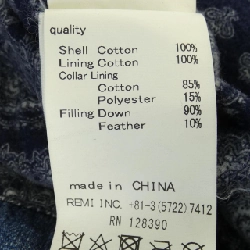 quality
Shell Cotton 100%
Lining Cotton 100%
Collar Lining
Cotton 85%
Polyester 15%
Filling Down 90%
Feather 10%
made in CHINA
REMI INC. +81-3(5722)7412
RN 128390